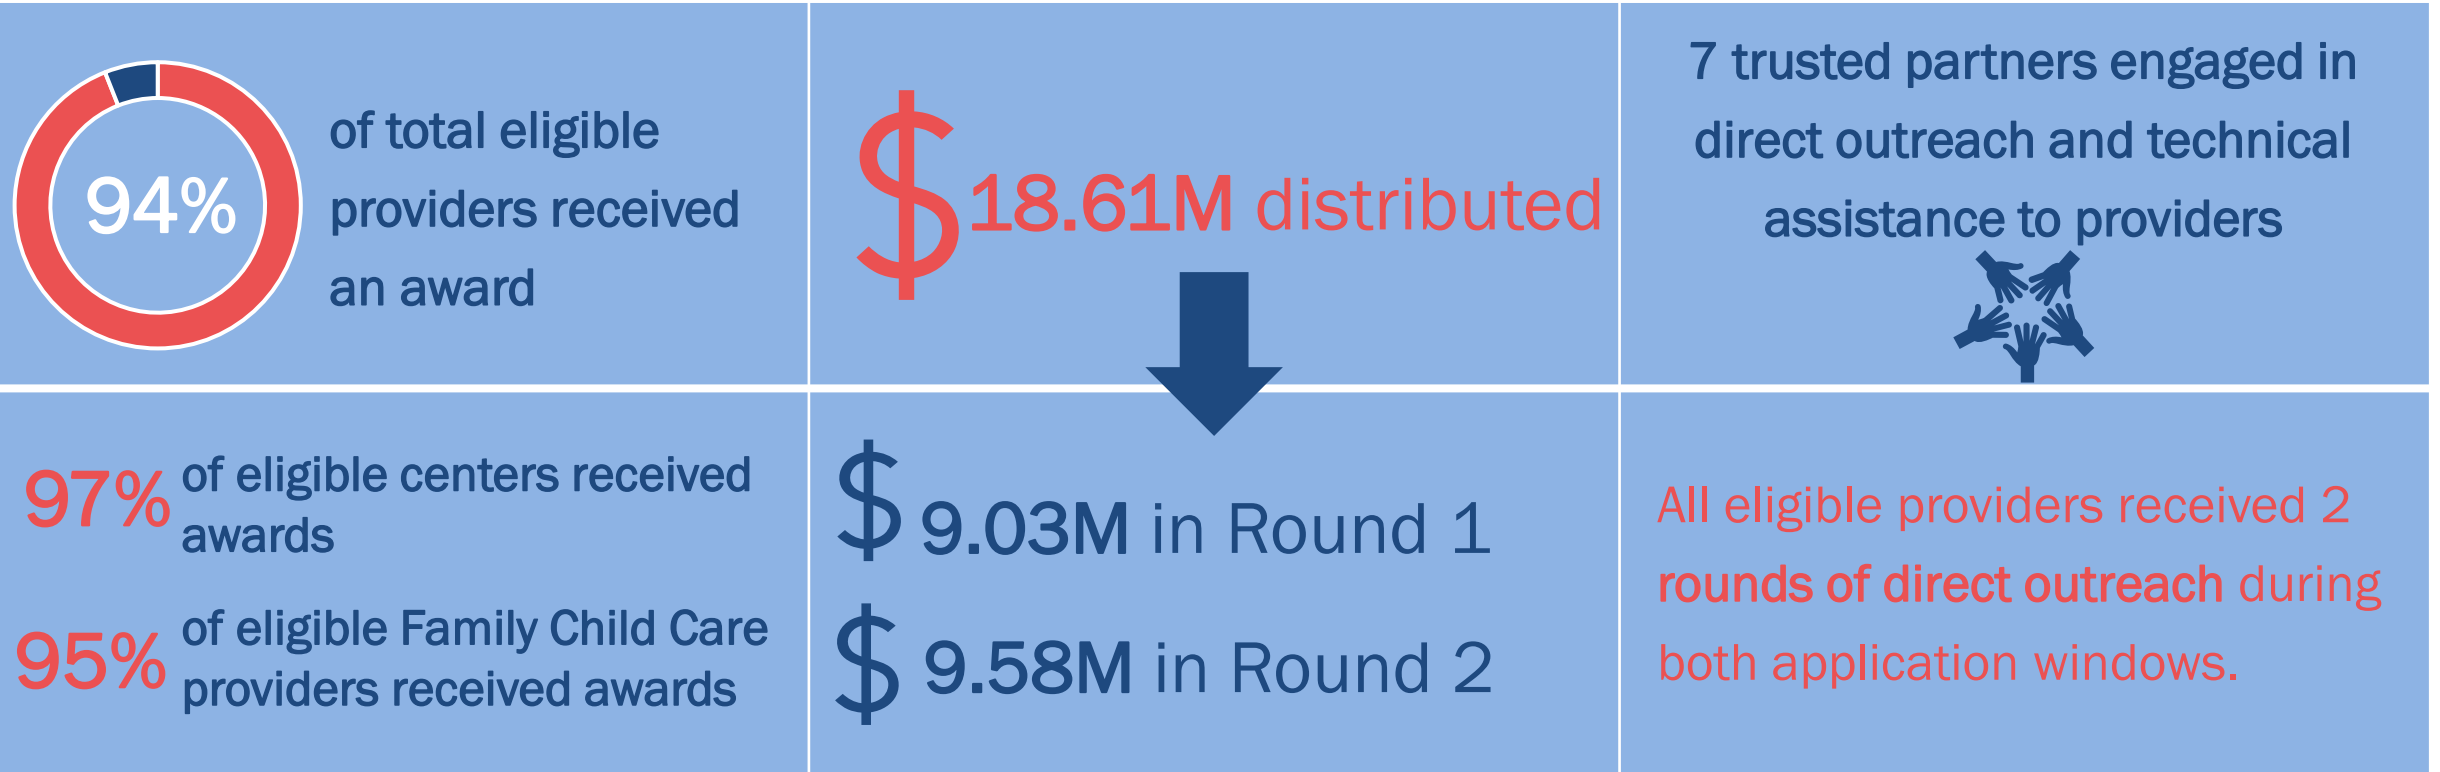 94%
of total eligible
providers received
an award
$18.61M distributed
7 trusted partners engaged in
direct outreach and technical
assistance to providers
97% of eligible centers received
awards
95% of eligible Family Child Care
providers received awards
$9.03M in Round 1
$9.58M in Round 2
All eligible providers received 2
rounds of direct outreach during
both application windows.